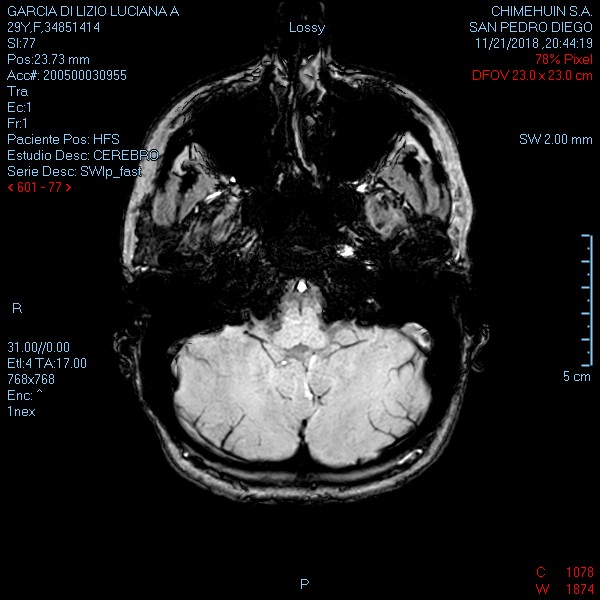 GARCIA DI LIZIO LUCIANA A
29Y,F,34851414
Sl:77
Pos:23.73 mm
Acc#: 200500030955
Tra
Ec:1
Fr:1
Paciente Pos: HFS
Estudio Desc: CEREBRO
Serie Desc: SWIp_fast
< 601 - 77 >
Lossy
CHIMEHUIN S.A.
SAN PEDRO DIEGO
11/21/2018 ,20:44:19
78% Pixel
DFOV 23.0 x 23.0 cm
SW 2.00 mm
R
5 cm
31.00//0.00
Etl:4 TA:17.00
768x768
Enc: ^
1nex
P
C 1078
W 1874